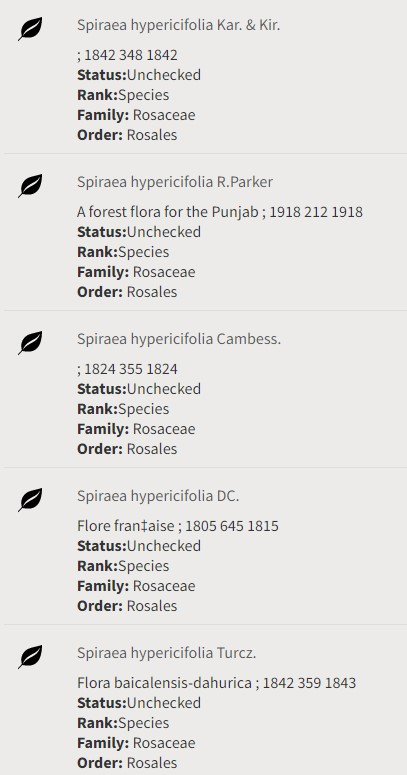 Spiraea hypericifolia Kar. & Kir.
; 1842 348 1842
Status:Unchecked
Rank:Species
Family: Rosaceae
Order: Rosales
Spiraea hypericifolia R.Parker
A forest flora for the Punjab ; 1918 212 1918
Status:Unchecked
Rank:Species
Family: Rosaceae
Order: Rosales
Spiraea hypericifolia Cambess.
; 1824 355 1824
Status:Unchecked
Rank:Species
Family: Rosaceae
Order: Rosales
Spiraea hypericifolia DC.
Flore fran‡aise ; 1805 645 1815
Status:Unchecked
Rank:Species
Family: Rosaceae
Order: Rosales
Spiraea hypericifolia Turcz.
Flora baicalensis-dahurica ; 1842 359 1843
Status:Unchecked
Rank:Species
Family: Rosaceae
Order: Rosales